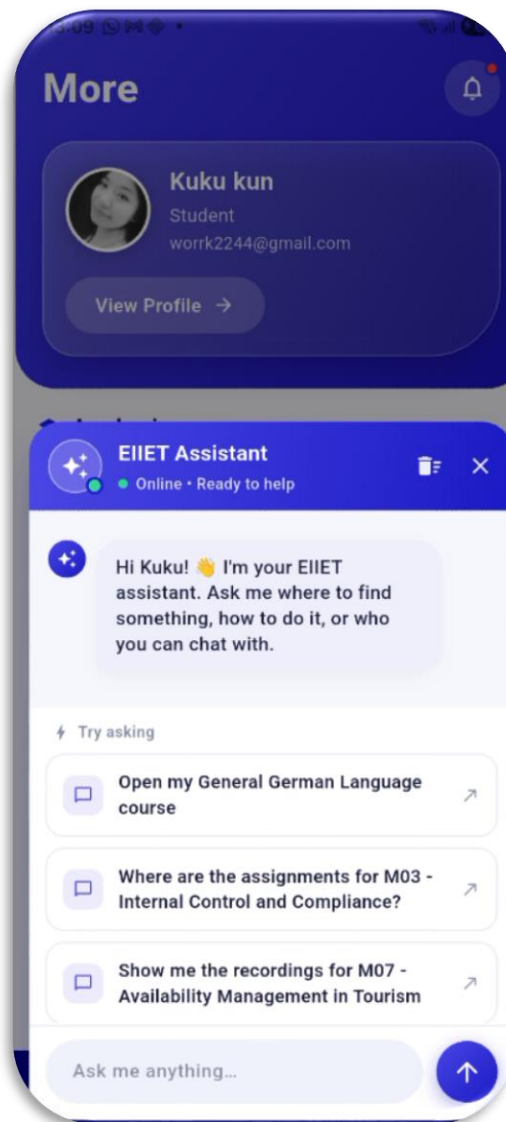 3:09
More
Kuku kun
Student
worrk2244@gmail.com
View Profile →
EIIET Assistant
Online • Ready to help
Hi Kuku! 👋 I'm your EIIET
assistant. Ask me where to find
something, how to do it, or who
you can chat with.
Try asking
Open my General German Language
course
Where are the assignments for M03 -
Internal Control and Compliance?
Show me the recordings for M07 -
Availability Management in Tourism
Ask me anything...